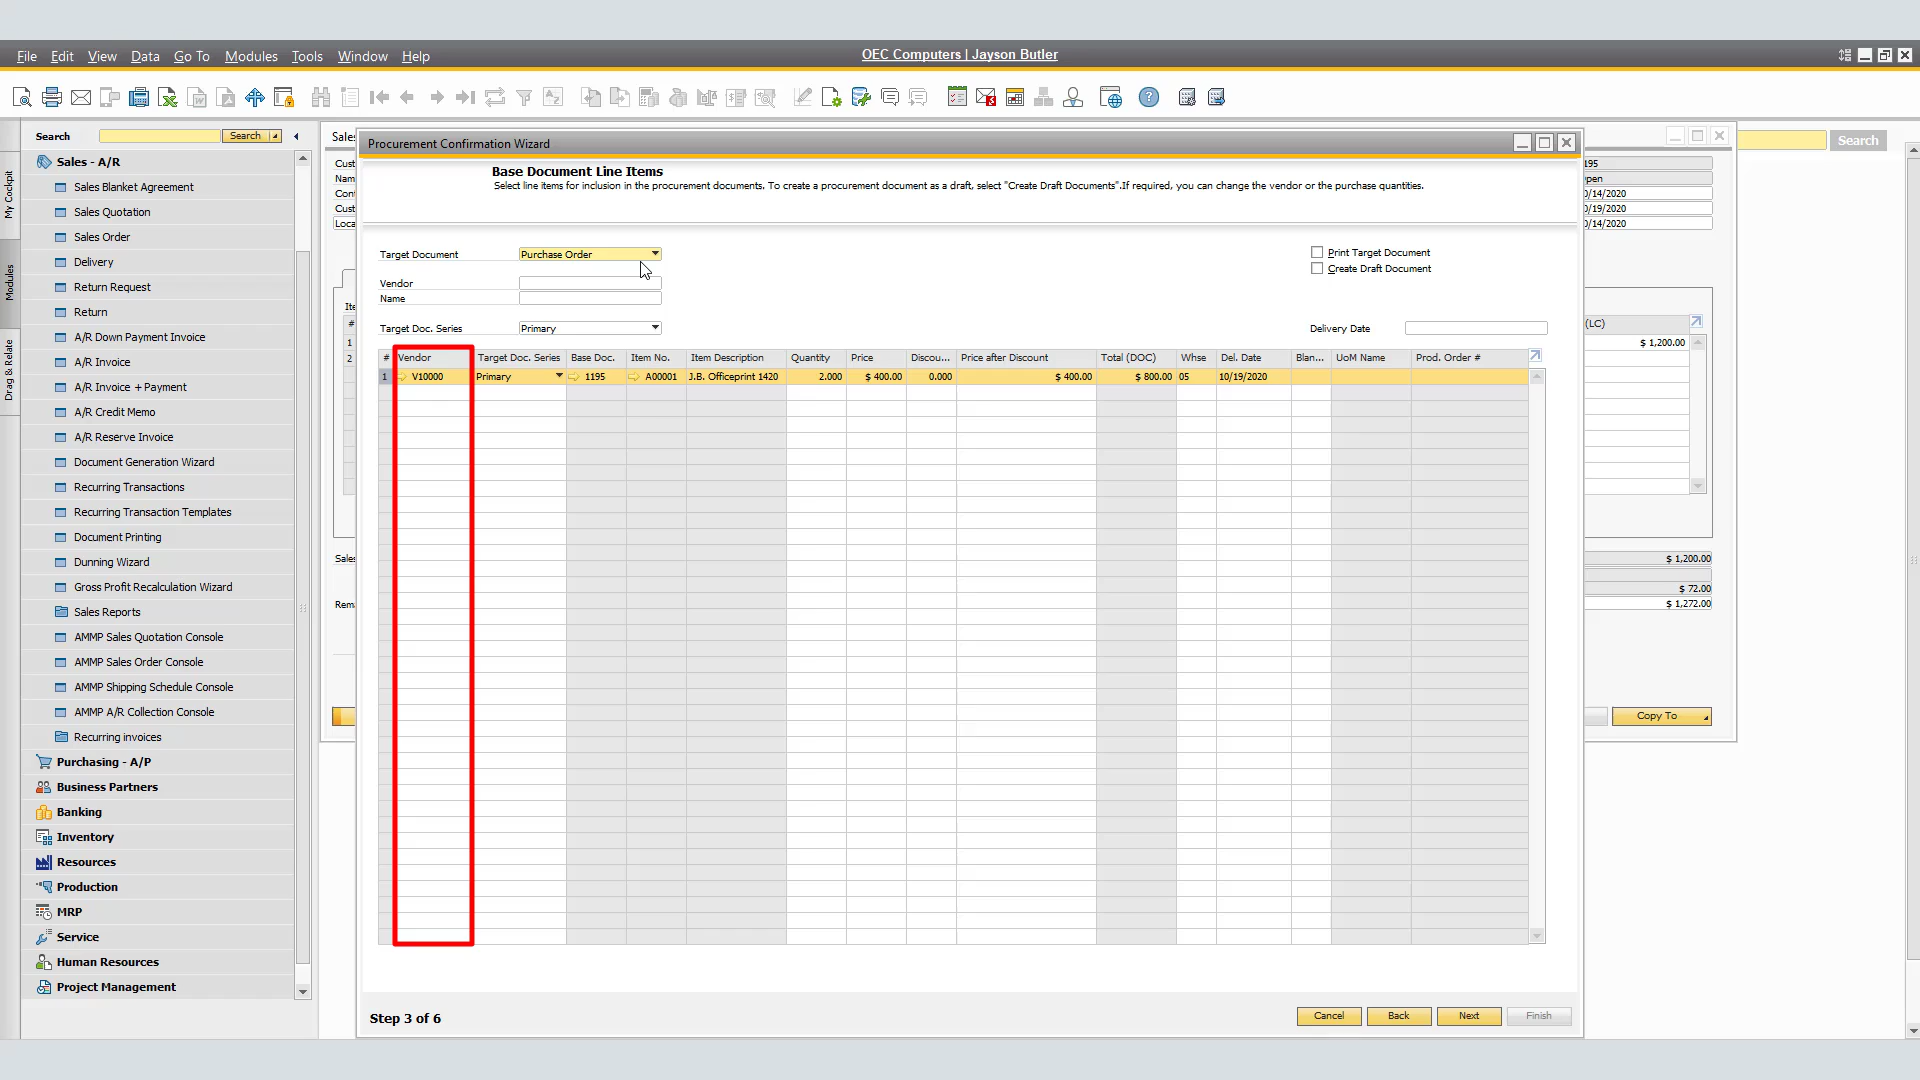 OEC Computers | Jayson Butler
File Edit View Data Go To Modules Tools Window Help
Search Search
My Cockpit
Modules
Drag & Relate
Sales - A/R
Sales Blanket Agreement
Sales Quotation
Sales Order
Delivery
Return Request
Return
A/R Down Payment Invoice
A/R Invoice
A/R Invoice + Payment
A/R Credit Memo
A/R Reserve Invoice
Document Generation Wizard
Recurring Transactions
Recurring Transaction Templates
Document Printing
Dunning Wizard
Gross Profit Recalculation Wizard
Sales Reports
AMMP Sales Quotation Console
AMMP Sales Order Console
AMMP Shipping Schedule Console
AMMP A/R Collection Console
Recurring invoices
Purchasing - A/P
Business Partners
Banking
Inventory
Resources
Production
MRP
Service
Human Resources
Project Management
Sales
Cust
Nam
Con
Cust
Loca
Ite
#
1
2
Sales
Rem
Procurement Confirmation Wizard
Base Document Line Items
Select line items for inclusion in the procurement documents. To create a procurement document as a draft, select "Create Draft Documents".If required, you can change the vendor or the purchase quantities.
Target Document Purchase Order
Print Target Document
Create Draft Document
Vendor
Name
Target Doc. Series Primary
Delivery Date
# Vendor Target Doc. Series Base Doc. Item No. Item Description Quantity Price Discou... Price after Discount Total (DOC) Whse Del. Date Blan... UoM Name Prod. Order #
1 V10000 Primary 1195 A00001 J.B. Officeprint 1420 2.000 $ 400.00 0.000 $ 400.00 $ 800.00 05 10/19/2020
Step 3 of 6
Cancel Back Next Finish
Search
195
pen
/14/2020
/19/2020
/14/2020
(LC)
$ 1,200.00
$ 1,200.00
$ 72.00
$ 1,272.00
Copy To